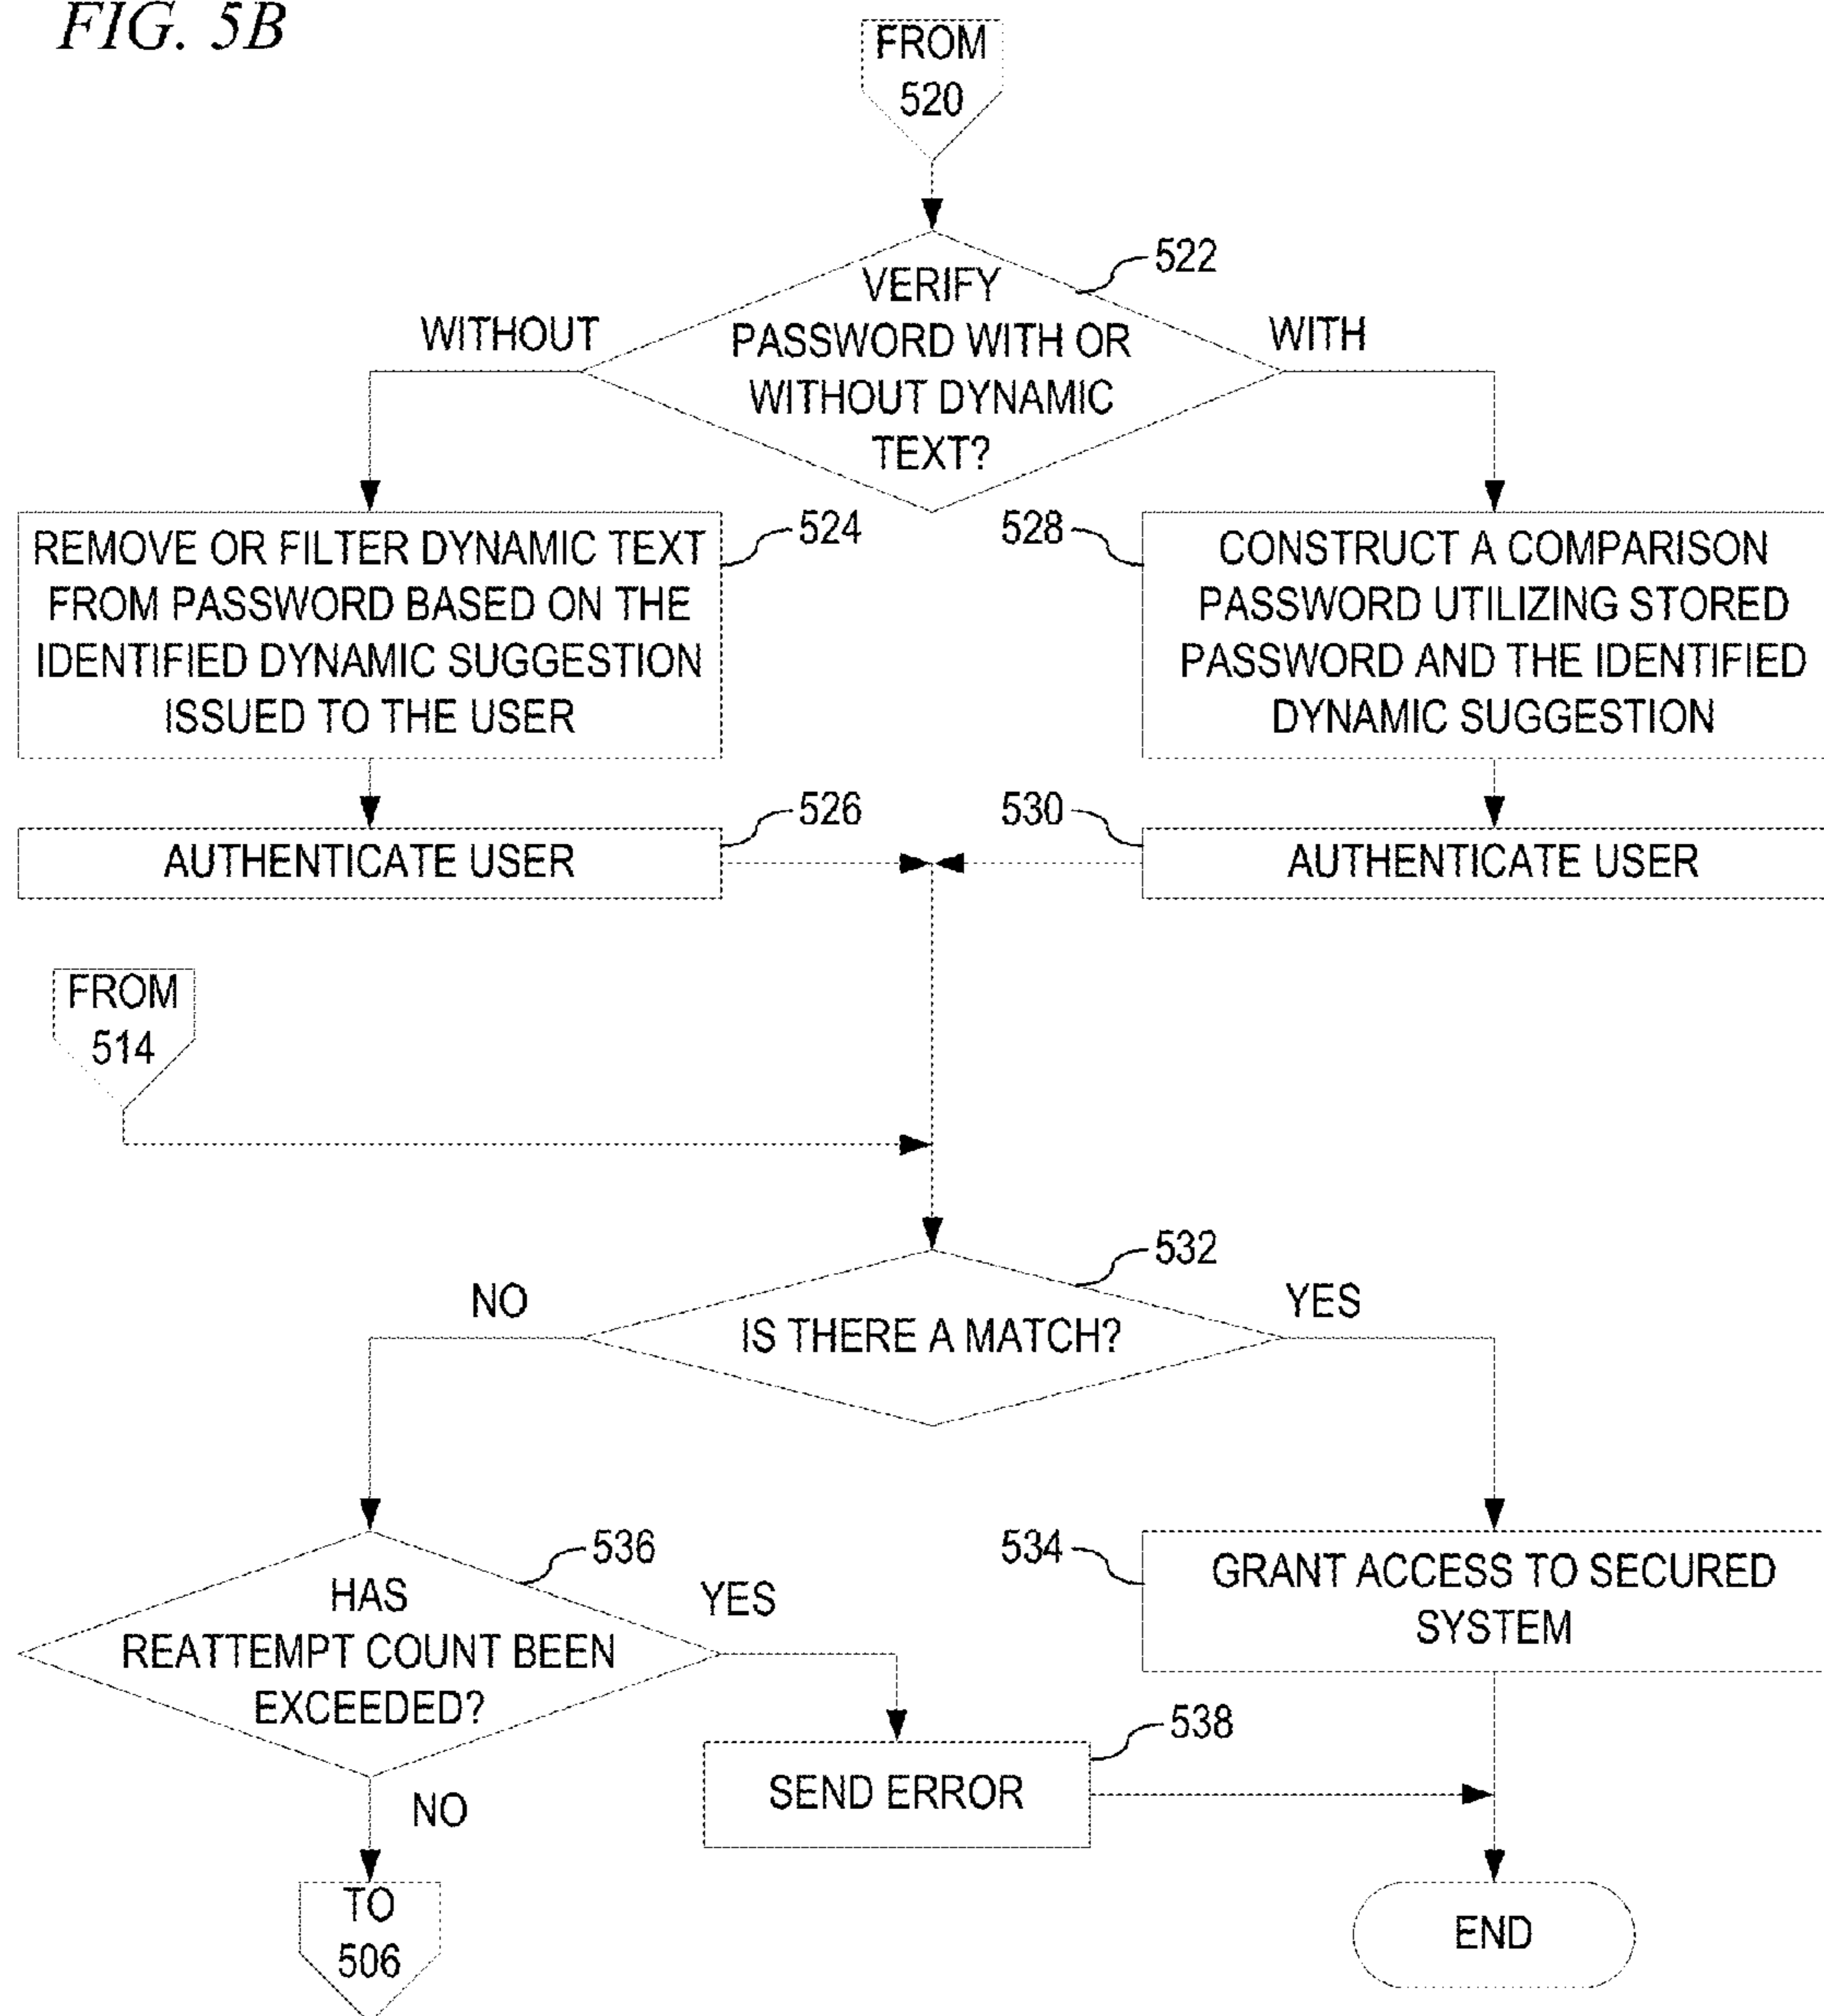 FIG. 5B
FROM
520
522
VERIFY
PASSWORD WITH OR
WITHOUT DYNAMIC
TEXT?
WITHOUT
WITH
524
REMOVE OR FILTER DYNAMIC TEXT
FROM PASSWORD BASED ON THE
IDENTIFIED DYNAMIC SUGGESTION
ISSUED TO THE USER
528
CONSTRUCT A COMPARISON
PASSWORD UTILIZING STORED
PASSWORD AND THE IDENTIFIED
DYNAMIC SUGGESTION
526
AUTHENTICATE USER
530
AUTHENTICATE USER
FROM
514
532
NO
YES
IS THERE A MATCH?
536
HAS
REATTEMPT COUNT BEEN
EXCEEDED?
YES
534
GRANT ACCESS TO SECURED
SYSTEM
538
SEND ERROR
NO
TO
506
END